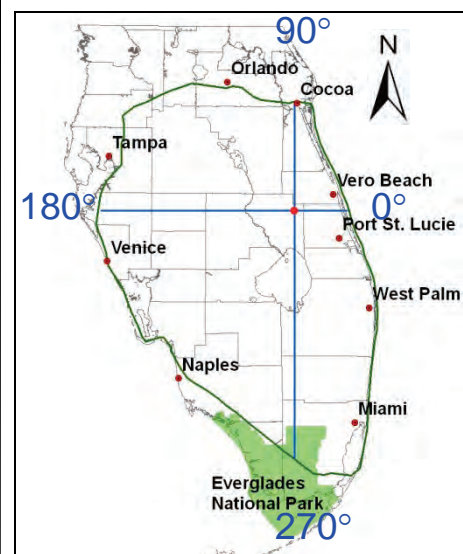 90°
N
Orlando
Cocoa
Tampa
Vero Beach
180°
0°
Port St. Lucie
Venice
West Palm
Naples
Miami
Everglades
National Park
270°